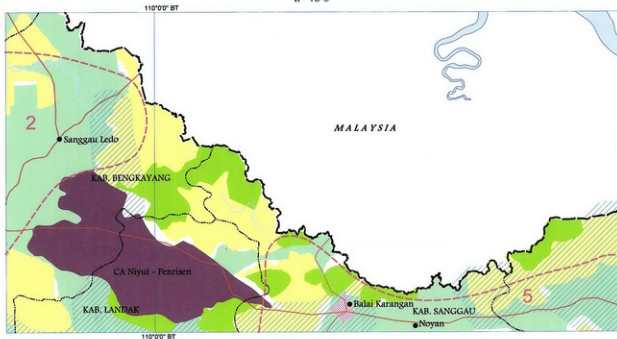 110°0'0" BT
MALAYSIA
2
Sanggau Ledo
KAB. BENGKAYANG
CA Niyut - Penrisen
Balai Karangan
KAB. LANDAK
KAB. SANGGAU
5
Noyan
110°0'0" BT